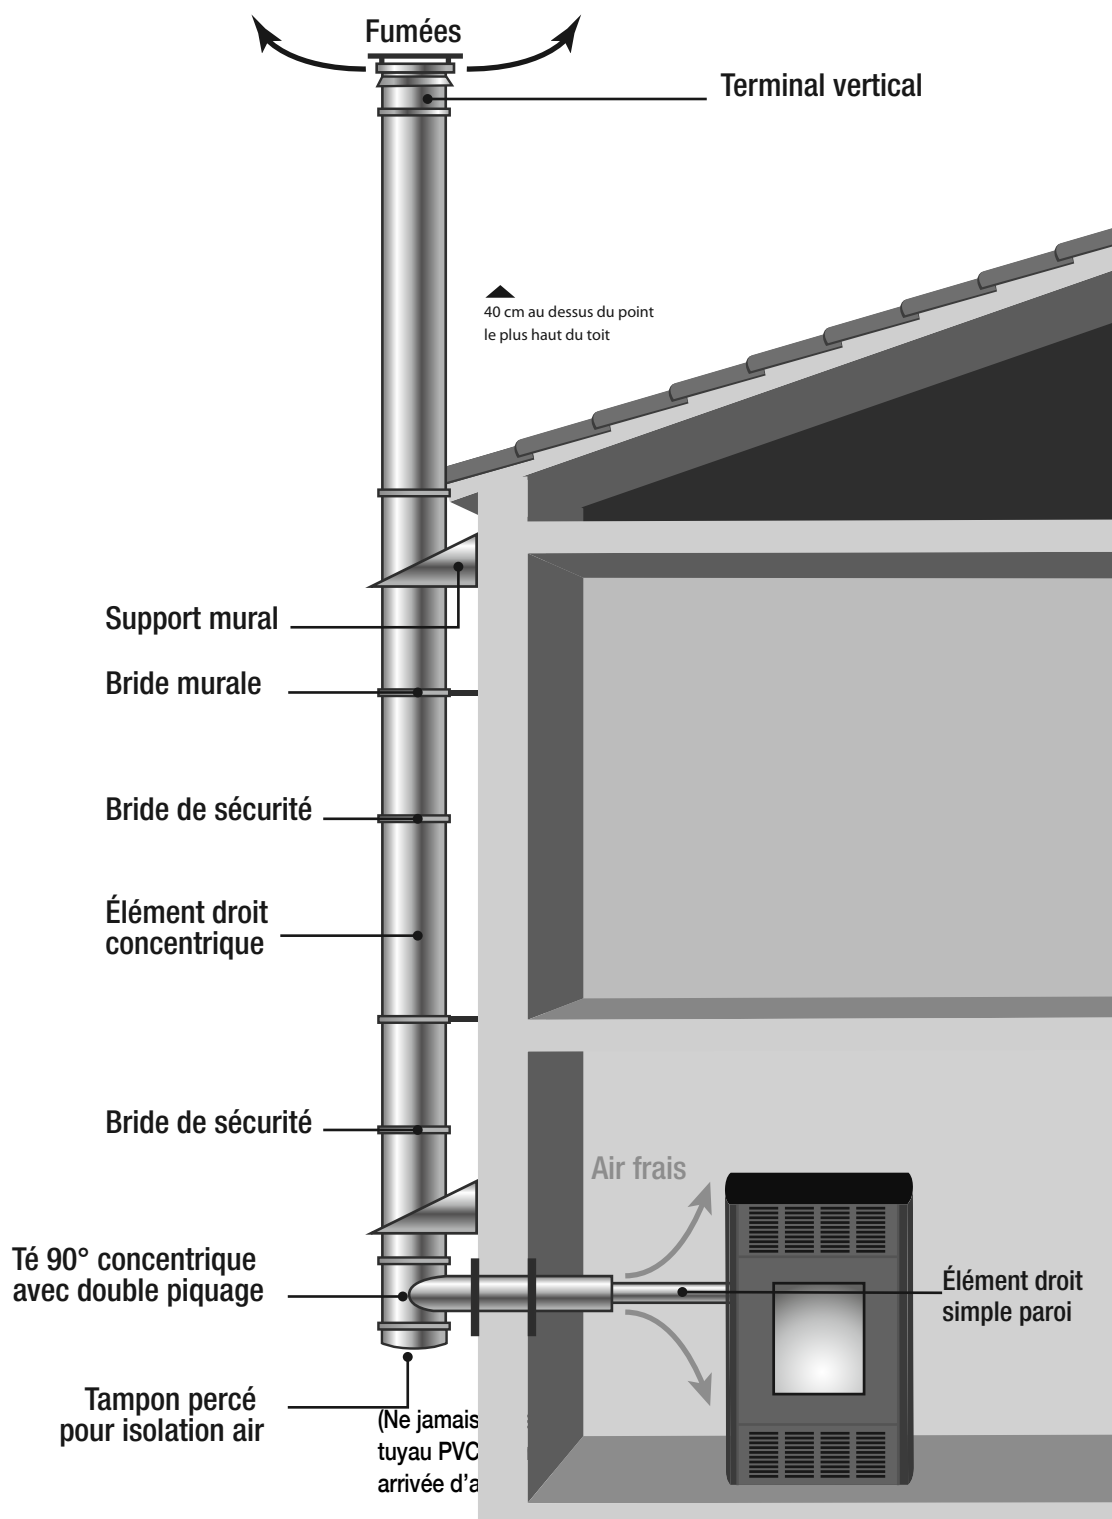 Fumées
Terminal vertical
40 cm au dessus du point
le plus haut du toit
Support mural
Bride murale
Bride de sécurité
Élément droit
concentrique
Bride de sécurité
Air frais
Té 90° concentrique
avec double piquage
Élément droit
simple paroi
Tampon percé
pour isolation air
(Ne jamais
tuyau PVC
arrivée d’a